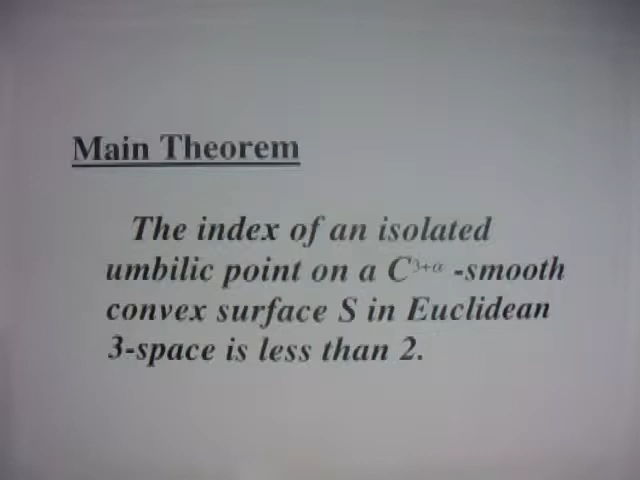 Main Theorem
The index of an isolated
umbilic point on a C³⁺ᵅ -smooth
convex surface S in Euclidean
3-space is less than 2.